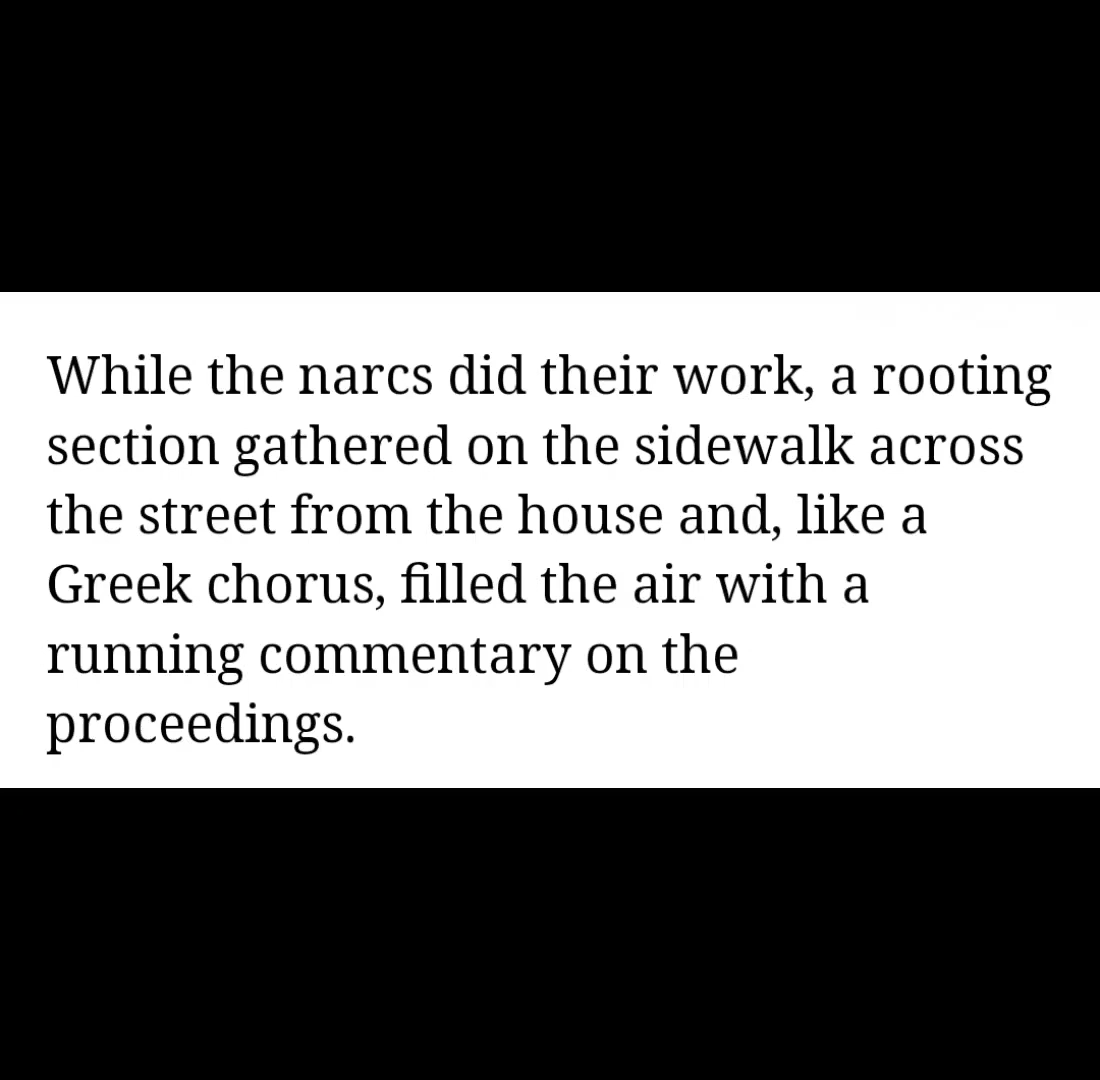 While the narcs did their work, a rooting
section gathered on the sidewalk across
the street from the house and, like a
Greek chorus, filled the air with a
running commentary on the
proceedings.